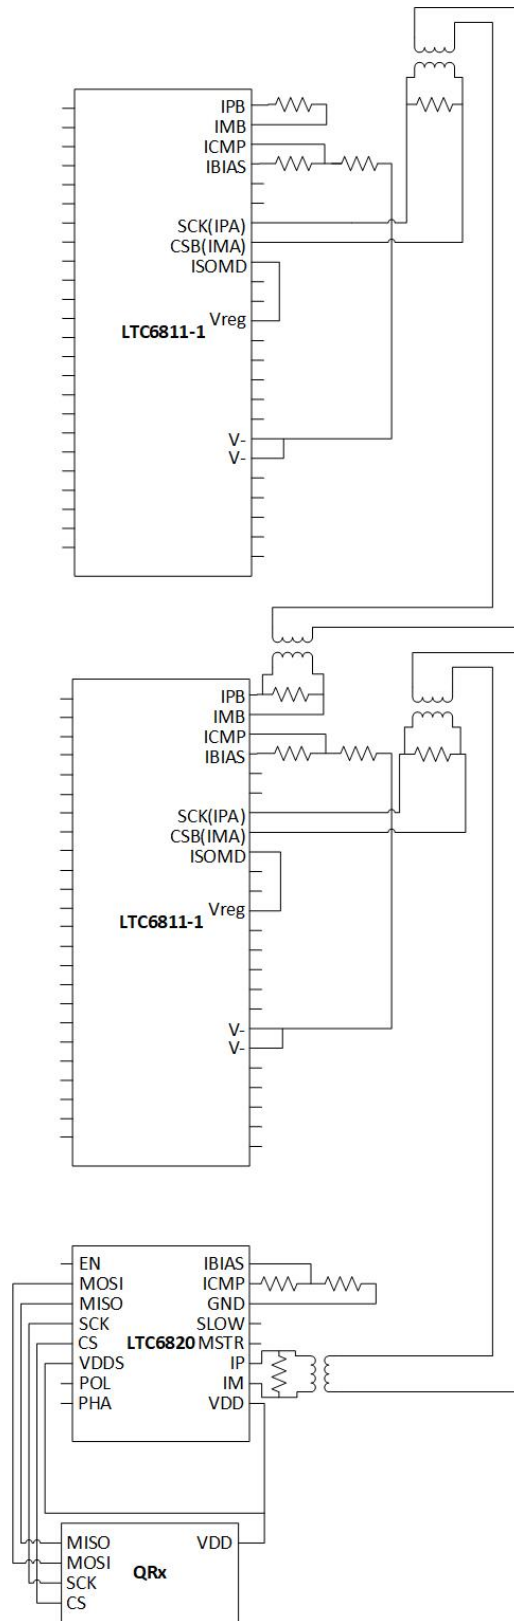 IPB
IMB
ICMP
IBIAS
SCK(IPA)
CSB(IMA)
ISOMD
Vreg
LTC6811-1
V-
V-
IPB
IMB
ICMP
IBIAS
SCK(IPA)
CSB(IMA)
ISOMD
Vreg
LTC6811-1
V-
V-
EN IBIAS
MOSI ICMP
MISO GND
SCK SLOW
CS LTC6820 MSTR
VDDS IP
POL IM
PHA VDD
MISO VDD
MOSI
QRx
SCK
CS